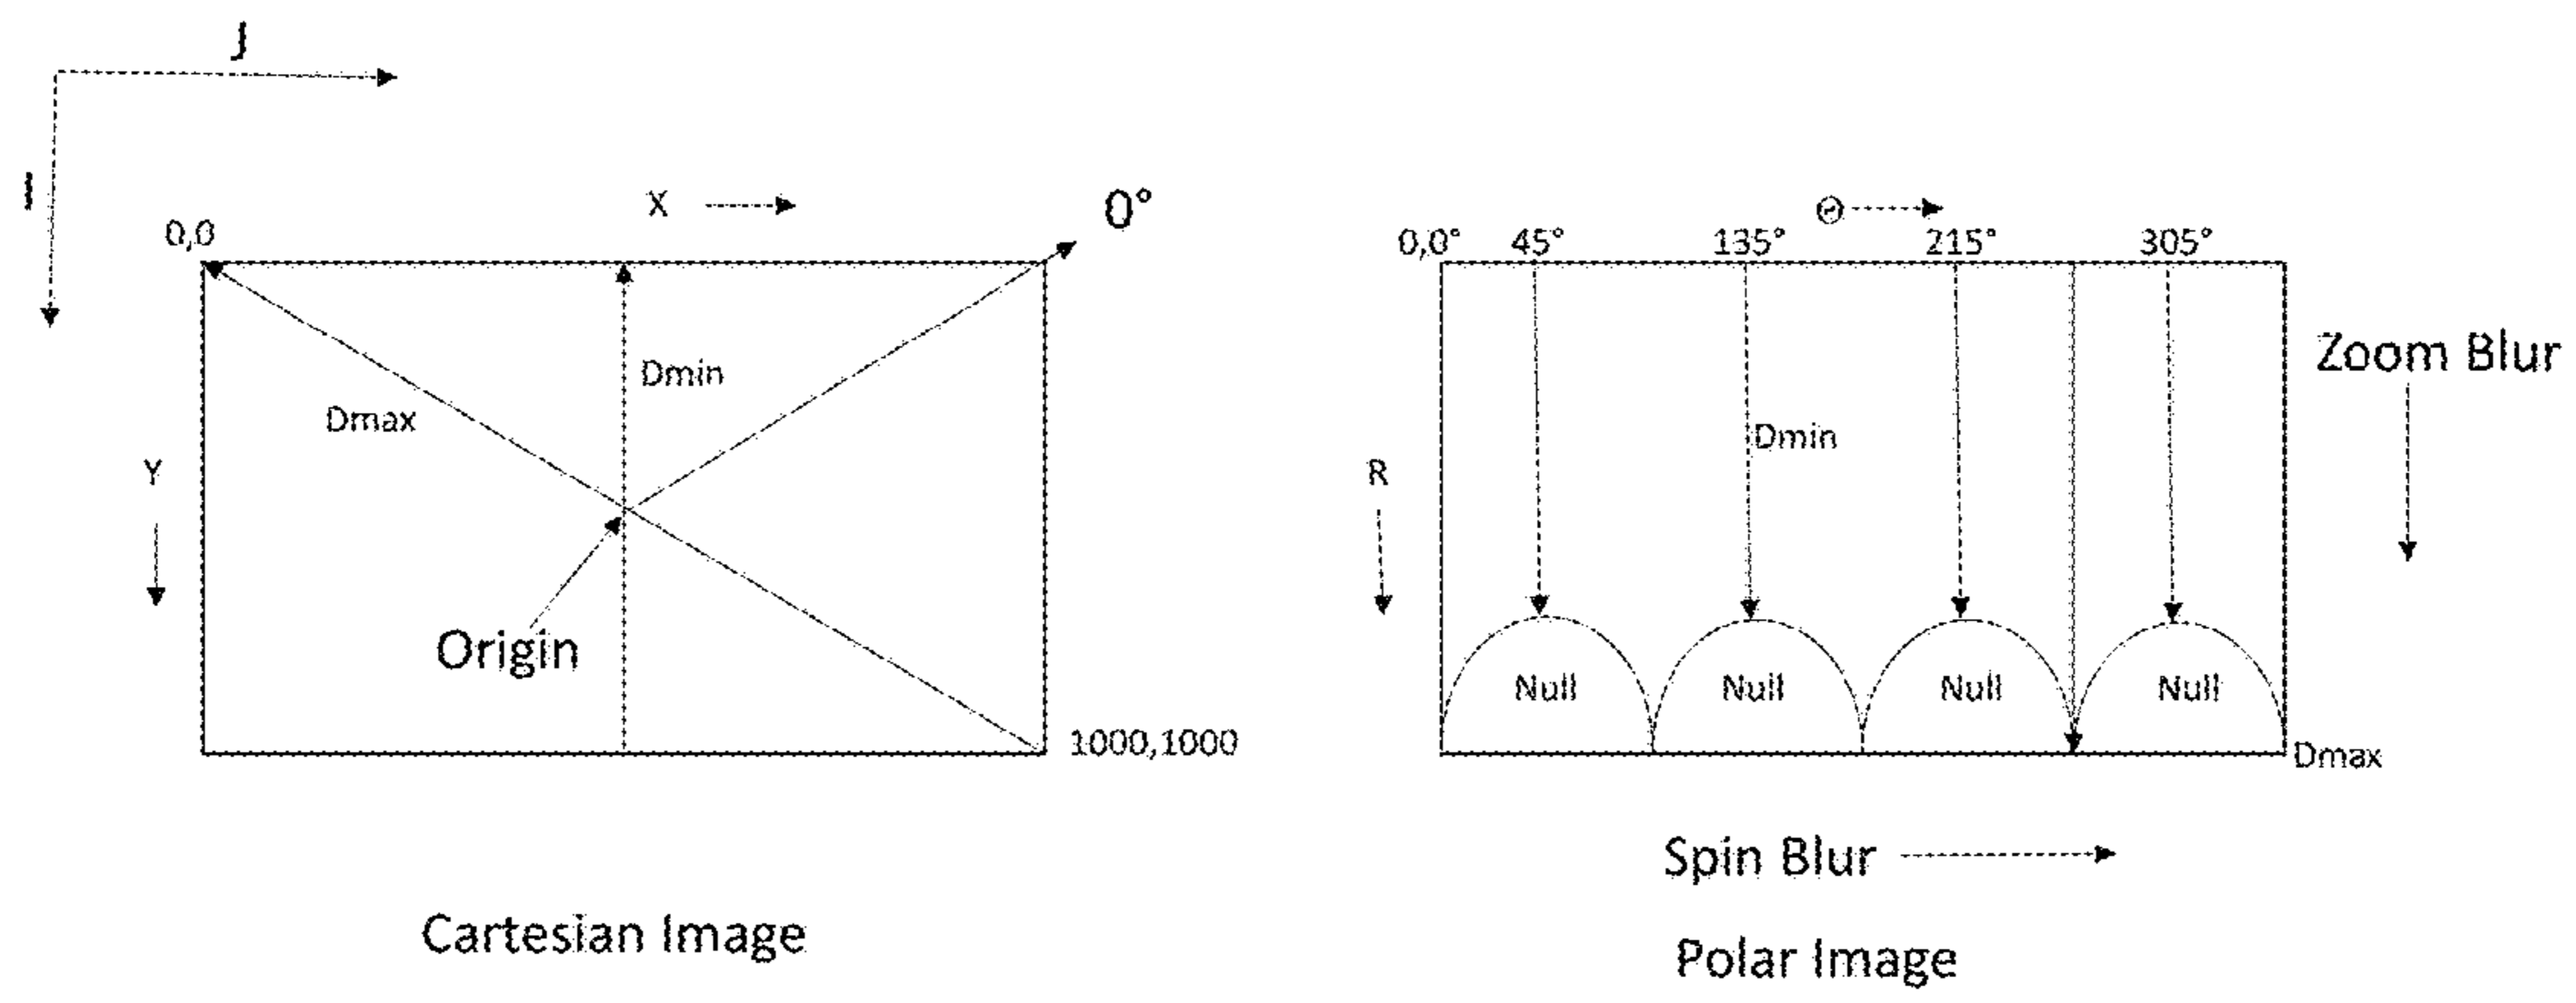 J
I
X
0°
0,0
Dmin
Dmax
Y
Origin
1000,1000
Cartesian Image
Θ
0,0° 45° 135° 215° 305°
Zoom Blur
Dmin
R
Null Null Null Null
Dmax
Spin Blur
Polar Image